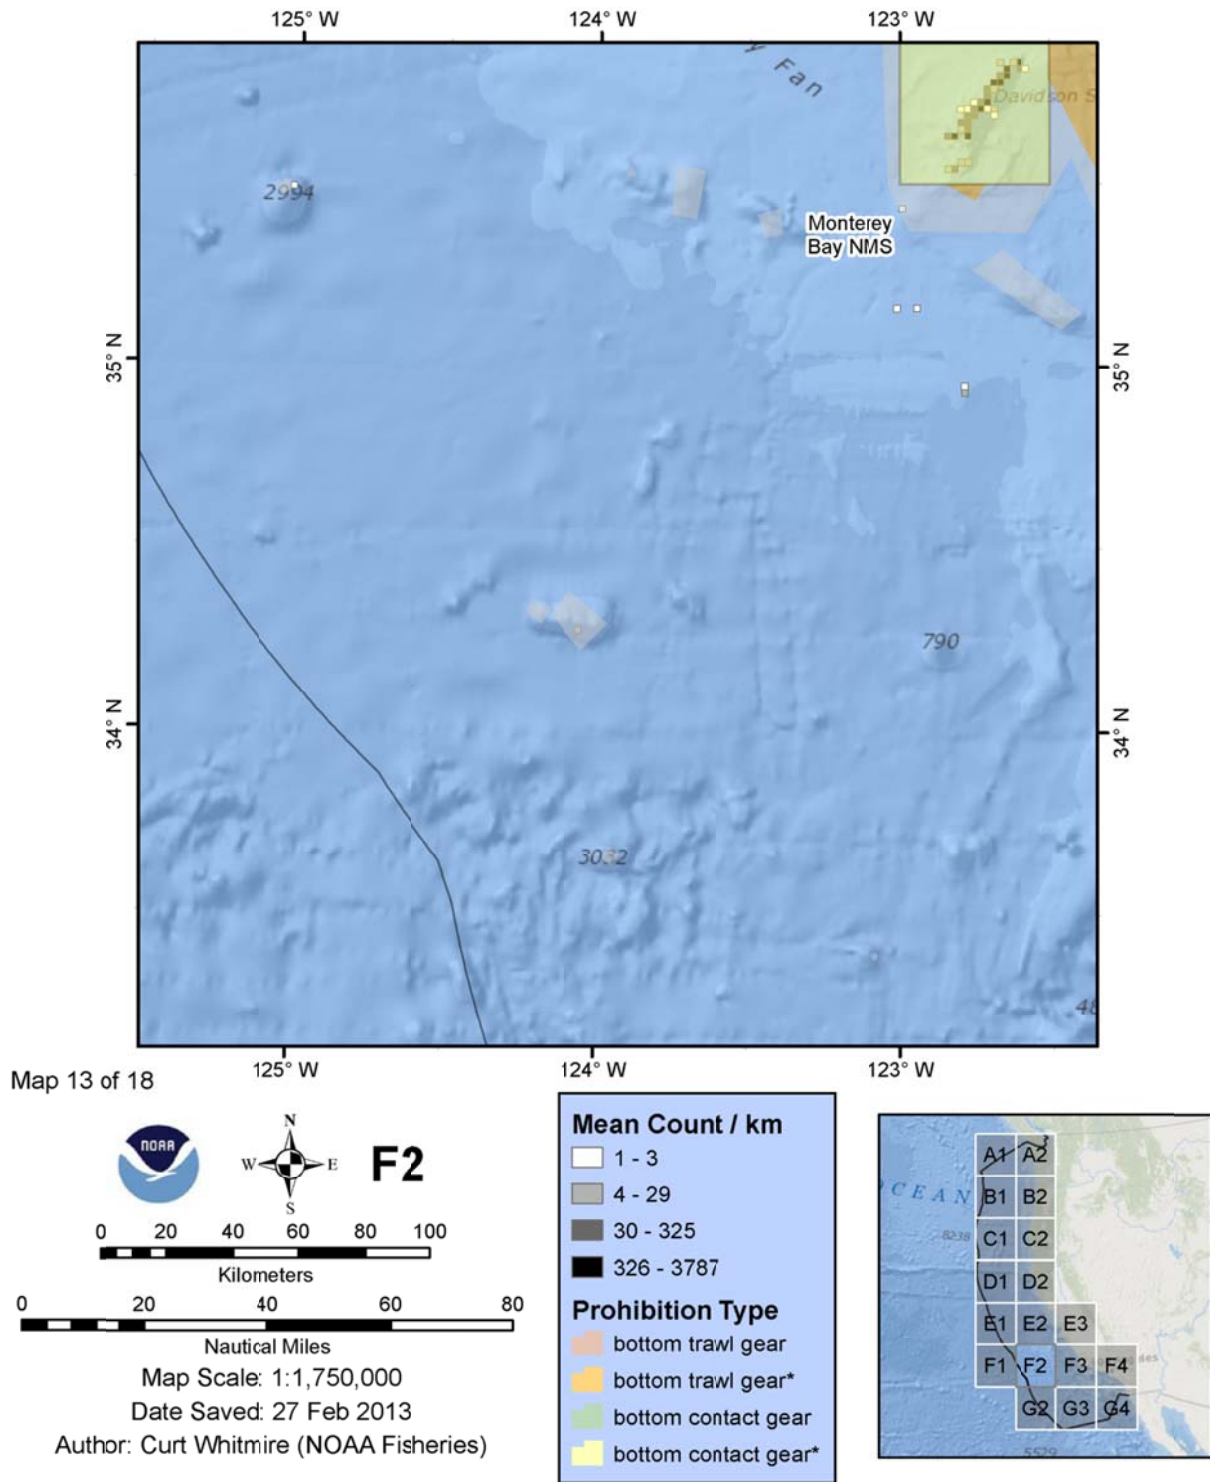 125° W 124° W 123° W
y Fan
Davidson S
2994
Monterey
Bay NMS
35° N 35° N
790
34° N 34° N
3032
48
125° W 124° W 123° W
Map 13 of 18
NOAA
N
W E
S
F2
0 20 40 60 80 100
Kilometers
0 20 40 60 80
Nautical Miles
Map Scale: 1:1,750,000
Date Saved: 27 Feb 2013
Author: Curt Whitmire (NOAA Fisheries)
Mean Count / km
1 - 3
4 - 29
30 - 325
326 - 3787
Prohibition Type
bottom trawl gear
bottom trawl gear*
bottom contact gear
bottom contact gear*
A1 A2
OCEAN B1 B2
8238 C1 C2
D1 D2
E1 E2 E3
F1 F2 F3 F4
G2 G3 G4
5529